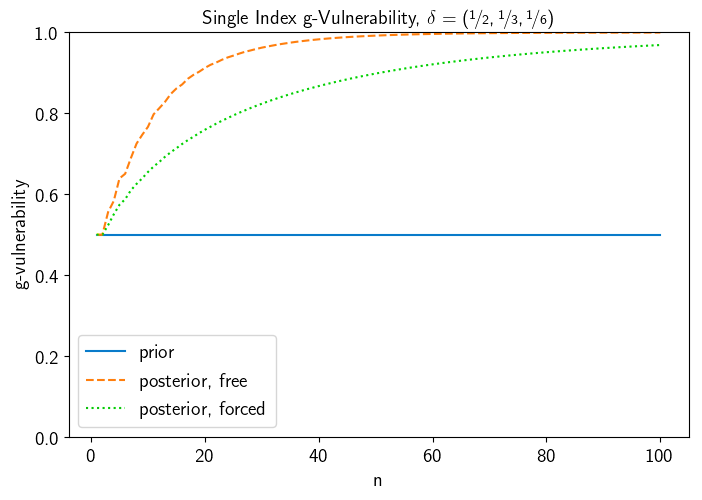 Single Index g-Vulnerability, δ = (1/2, 1/3, 1/6)
1.0
0.8
0.6
0.4
0.2
0.0
g-vulnerability
prior
posterior, free
posterior, forced
0 20 40 60 80 100
n